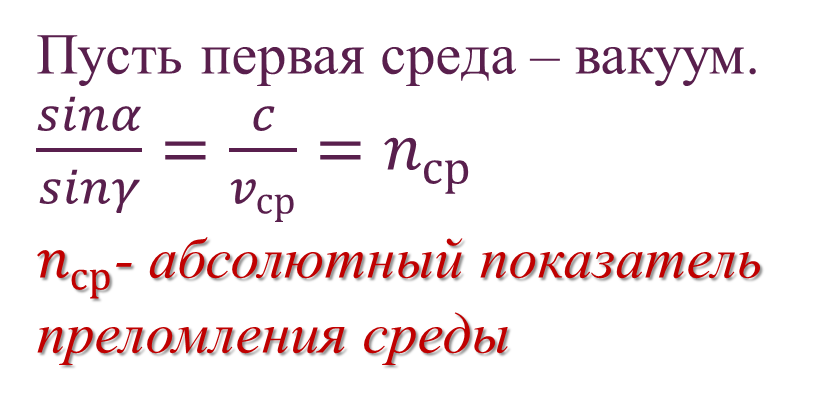 Пусть первая среда – вакуум.
sinα/sinγ = c/v_ср = n_ср
n_ср- абсолютный показатель
преломления среды